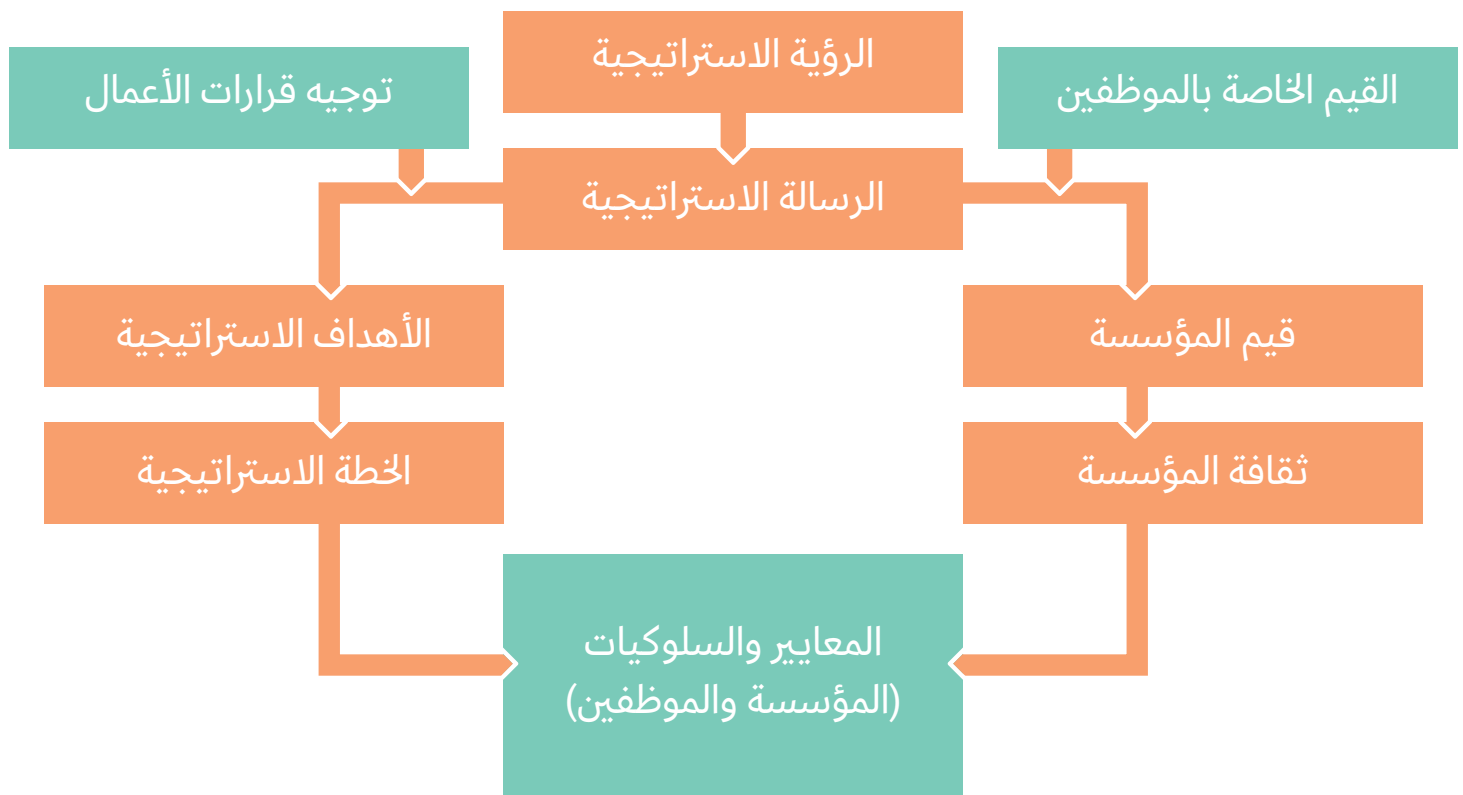 الرؤية الاستراتيجية
القيم الخاصة بالموظفين
توجيه قرارات الأعمال
الرسالة الاستراتيجية
قيم المؤسسة
الأهداف الاستراتيجية
ثقافة المؤسسة
الخطة الاستراتيجية
المعايير والسلوكيات
(المؤسسة والموظفين)